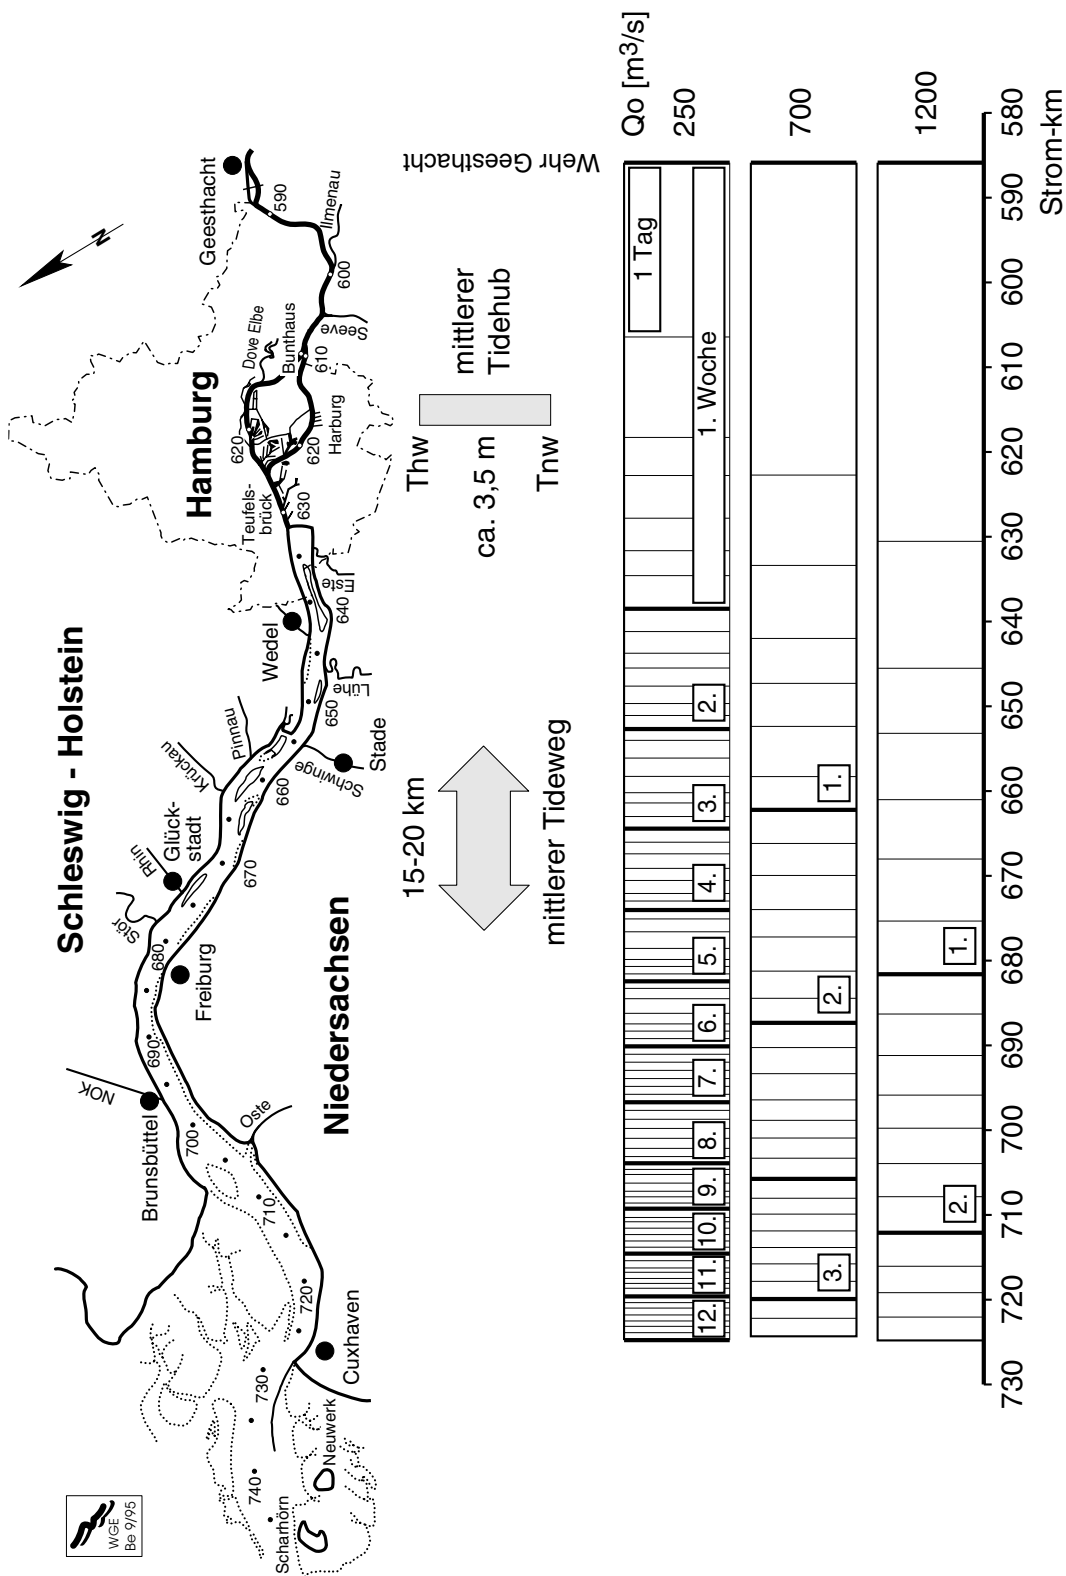 WGE
Be 9/95
Schleswig - Holstein
Niedersachsen
Hamburg
N
Scharhörn
Neuwerk
Cuxhaven
Brunsbüttel
NOK
Oste
Freiburg
Stör
Rhin
Glück-
stadt
Krückau
Pinnau
Schwinge
Stade
Wedel
Lühe
Este
Teufels-
brück
Harburg
Dove Elbe
Bunthaus
Seeve
Ilmenau
Geesthacht
740
730
720
710
700
690
680
670
660
650
640
630
620
620
610
600
590
15-20 km
mittlerer Tideweg
Thw
ca. 3,5 m
Tnw
mittlerer
Tidehub
Wehr Geesthacht
Qo [m³/s]
250
1 Tag
12.
11.
10.
9.
8.
7.
6.
5.
4.
3.
2.
1. Woche
700
3.
2.
1.
1200
2.
1.
730
720
710
700
690
680
670
660
650
640
630
620
610
600
590
580
Strom-km